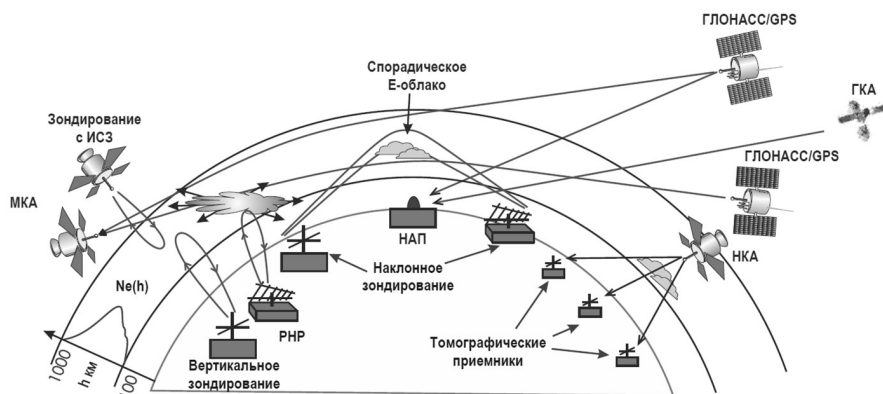 ГЛОНАСС/GPS
Спорадическое
Е-облако
ГКА
Зондирование
с ИСЗ
ГЛОНАСС/GPS
МКА
НАП
НКА
Наклонное
зондирование
Ne(h)
РНР
Томографические
приемники
Вертикальное
зондирование
1000
h км
100